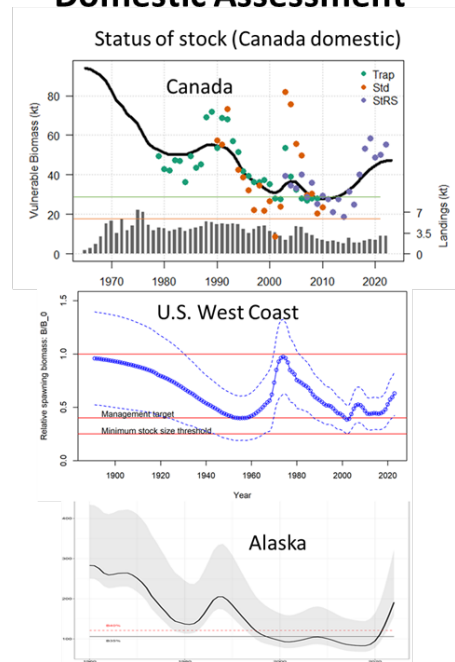 Domestic Assessment
Status of stock (Canada domestic)
Canada
Trap
Std
StRS
Vulnerable Biomass (kt)
80
60
40
20
0
Landings (kt)
7
3.5
0
1970
1980
1990
2000
2010
2020
U.S. West Coast
Relative spawning biomass: B/B_0
1.5
1.0
0.5
0.0
Management target
Minimum stock size threshold
1900
1920
1940
1960
1980
2000
2020
Year
Alaska